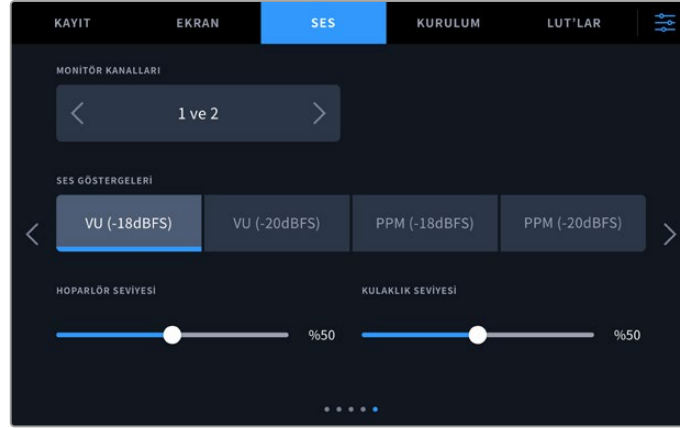 KAYIT EKRAN SES KURULUM LUT'LAR
MONİTÖR KANALLARI
1 ve 2
SES GÖSTERGELERİ
VU (-18dBFS) VU (-20dBFS) PPM (-18dBFS) PPM (-20dBFS)
HOPARLÖR SEVİYESİ KULAKLIK SEVİYESİ
%50 %50